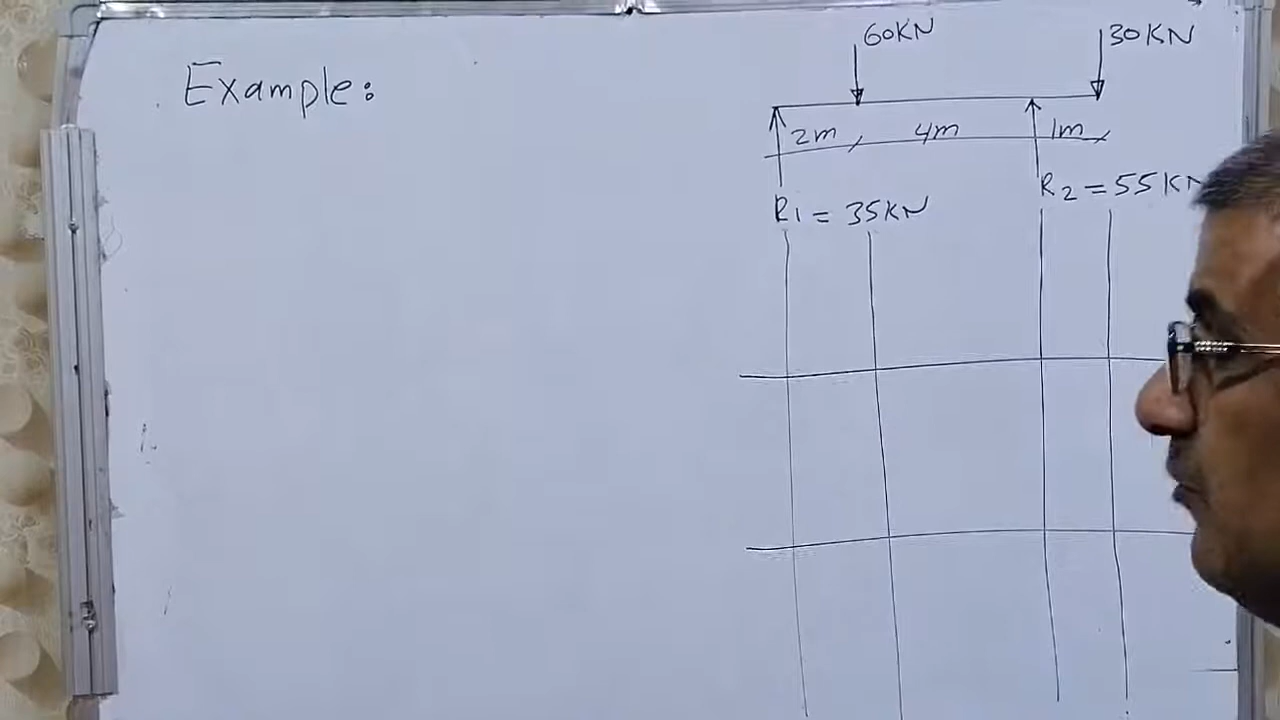 Example:
60KN
30KN
2m 4m 1m
R2 = 55KN
R1 = 35KN